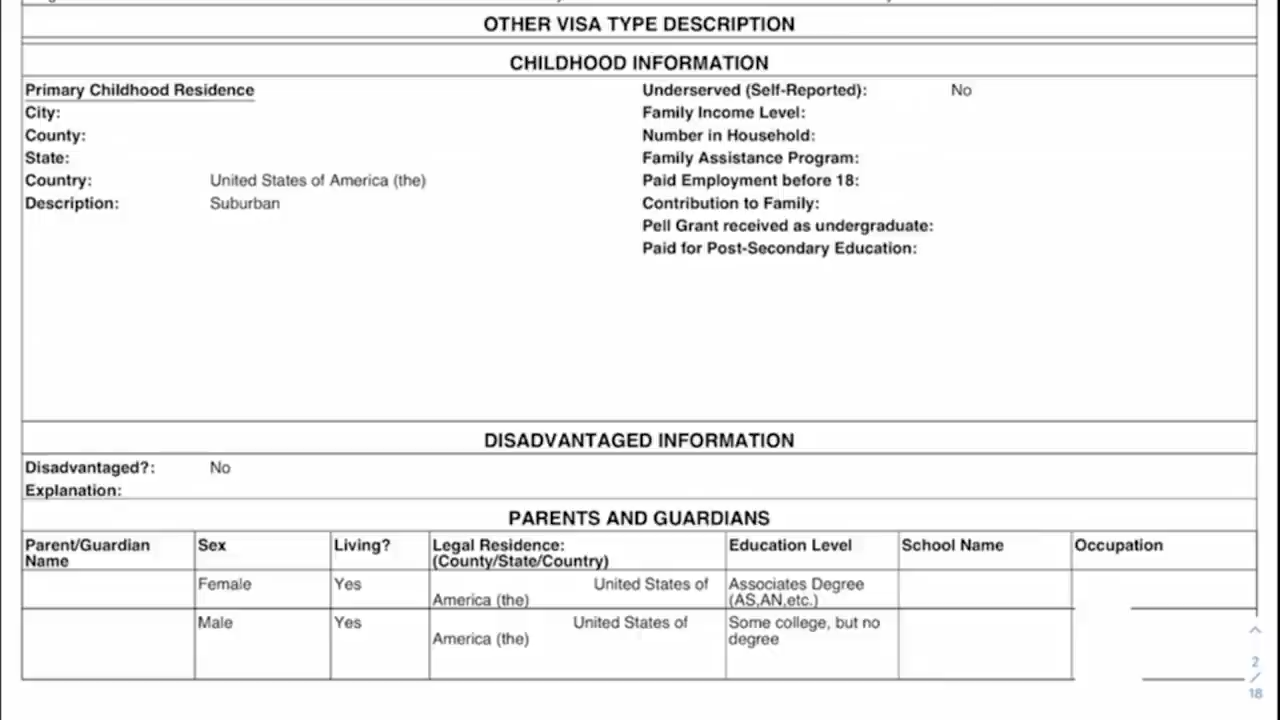 OTHER VISA TYPE DESCRIPTION
CHILDHOOD INFORMATION
Primary Childhood Residence
City:
County:
State:
Country: United States of America (the)
Description: Suburban
Underserved (Self-Reported): No
Family Income Level:
Number in Household:
Family Assistance Program:
Paid Employment before 18:
Contribution to Family:
Pell Grant received as undergraduate:
Paid for Post-Secondary Education:
DISADVANTAGED INFORMATION
Disadvantaged?: No
Explanation:
PARENTS AND GUARDIANS
Parent/Guardian Sex Living? Legal Residence: Education Level School Name Occupation
Name (County/State/Country)
Female Yes United States of Associates Degree
America (the) (AS,AN,etc.)
Male Yes United States of Some college, but no
America (the) degree
2
/
18